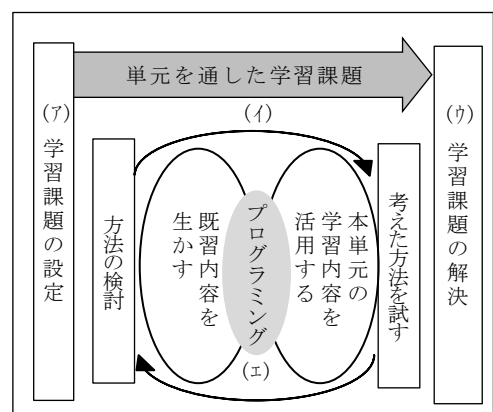 単元を通した学習課題
(ア)学習課題の設定
(イ)
(ウ)学習課題の解決
方法の検討
既習内容を
生かす
プログラミング
本単元の
学習内容を
活用する
考えた方法を試す
(エ)